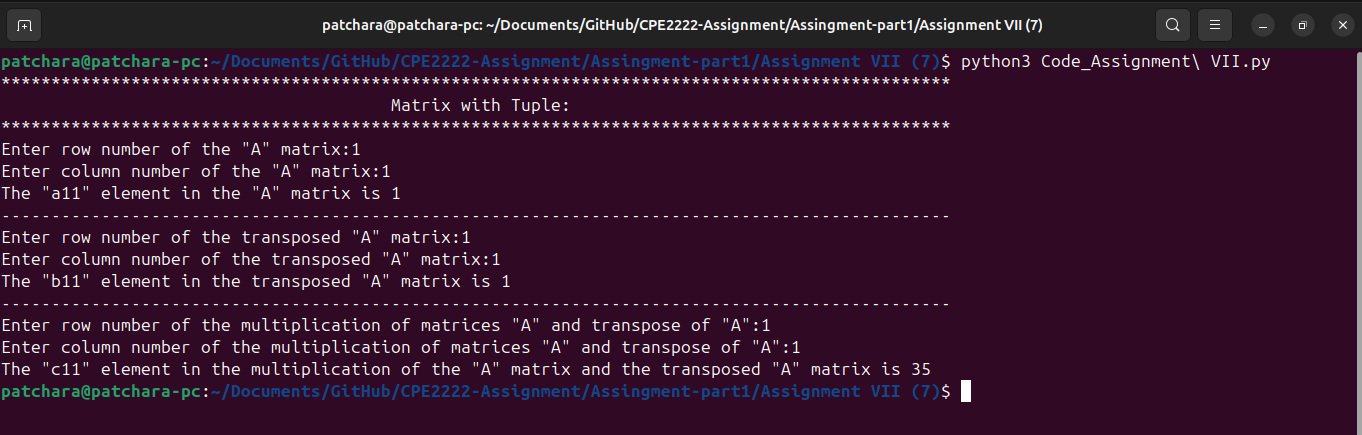 patchara@patchara-pc: ~/Documents/GitHub/CPE2222-Assignment/Assingment-part1/Assignment VII (7)
patchara@patchara-pc:~/Documents/GitHub/CPE2222-Assignment/Assingment-part1/Assignment VII (7)$ python3 Code_Assignment\ VII.py
***********************************************************************************************
Matrix with Tuple:
***********************************************************************************************
Enter row number of the "A" matrix:1
Enter column number of the "A" matrix:1
The "a11" element in the "A" matrix is 1
-----------------------------------------------------------------------------------------------
Enter row number of the transposed "A" matrix:1
Enter column number of the transposed "A" matrix:1
The "b11" element in the transposed "A" matrix is 1
-----------------------------------------------------------------------------------------------
Enter row number of the multiplication of matrices "A" and transpose of "A":1
Enter column number of the multiplication of matrices "A" and transpose of "A":1
The "c11" element in the multiplication of the "A" matrix and the transposed "A" matrix is 35
patchara@patchara-pc:~/Documents/GitHub/CPE2222-Assignment/Assingment-part1/Assignment VII (7)$